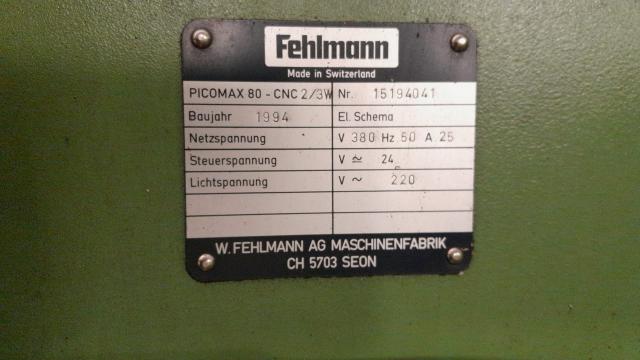 Fehlmann
Made in Switzerland
PICOMAX 80 - CNC 2/3W Nr. 15194041
Baujahr 1994 El. Schema
Netzspannung V 380 Hz 50 A 25
Steuerspannung V ≃ 24
Lichtspannung V ~ 220
W. FEHLMANN AG MASCHINENFABRIK
CH 5703 SEON